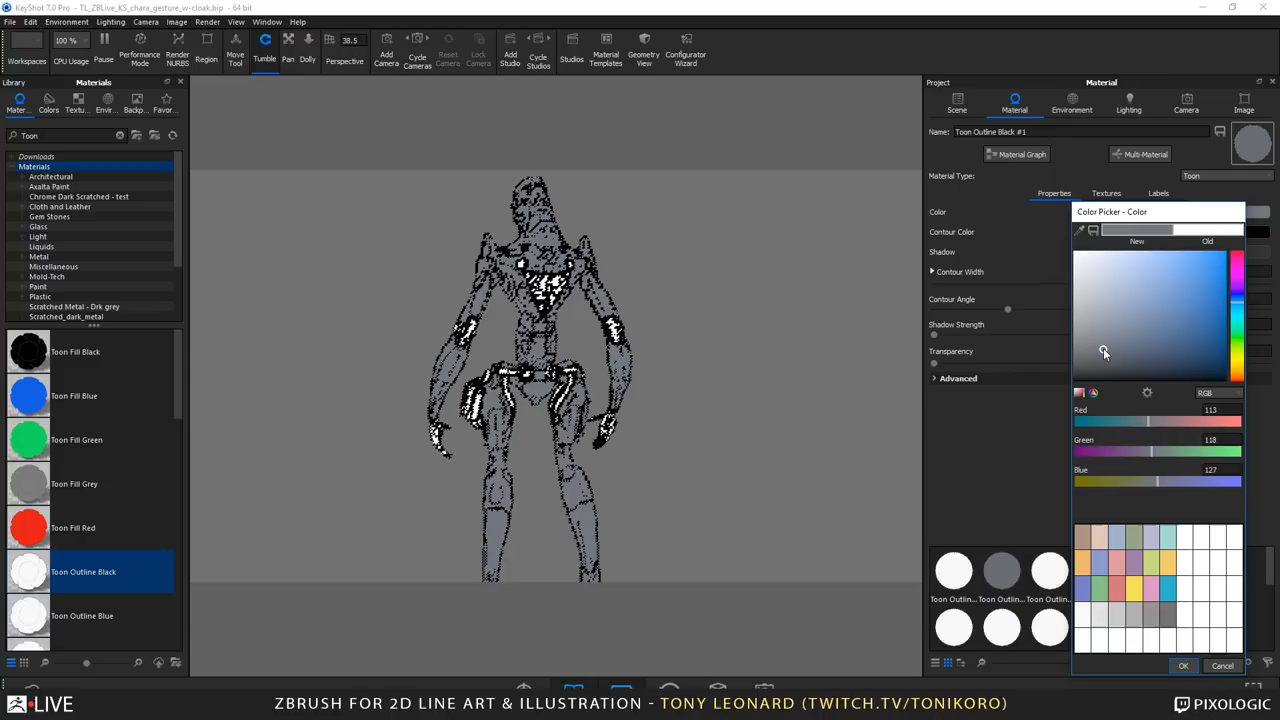 KeyShot 7.0 Pro - TL_ZBLive_KS_chara_gesture_w-cloak.bip - 64 bit
File Edit Environment Lighting Camera Image Render View Window Help
100 % 38.5
Workspaces CPU Usage Pause Performance Mode Render NURBS Region Move Tool Tumble Pan Dolly Perspective Add Camera Cycle Cameras Reset Camera Lock Camera Add Studio Cycle Studios Studios Material Templates Geometry View Configurator Wizard
Library Materials
Mater... Colors Textu... Envir... Backp... Favor...
Toon
Downloads
Materials
Architectural
Axalta Paint
Chrome Dark Scratched - test
Cloth and Leather
Gem Stones
Glass
Light
Liquids
Metal
Miscellaneous
Mold-Tech
Paint
Plastic
Scratched Metal - Drk grey
Scratched_dark_metal
Toon Fill Black
Toon Fill Blue
Toon Fill Green
Toon Fill Grey
Toon Fill Red
Toon Outline Black
Toon Outline Blue
Project Material
Scene Material Environment Lighting Camera Image
Name: Toon Outline Black #1
Material Graph Multi-Material
Material Type: Toon
Properties Textures Labels
Color
Contour Color
Shadow
Contour Width
Contour Angle
Shadow Strength
Transparency
Advanced
Toon Outlin... Toon Outlin... Toon Outlin...
Color Picker - Color
New Old
RGB
Red 113
Green 118
Blue 127
OK Cancel
LIVE ZBRUSH FOR 2D LINE ART & ILLUSTRATION - TONY LEONARD (TWITCH.TV/TONIKORO) PIXOLOGIC